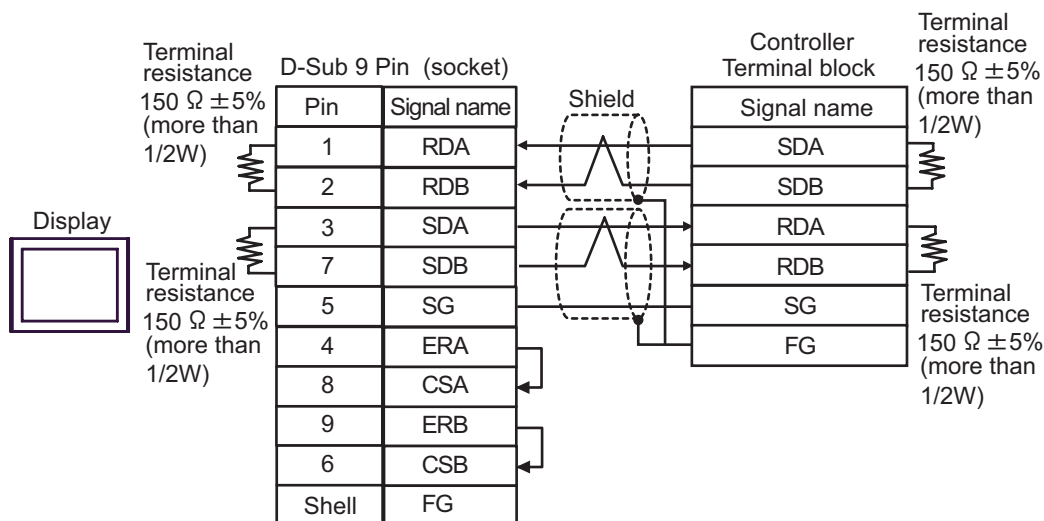 Terminal
resistance
150 Ω ±5%
(more than
1/2W)
D-Sub 9 Pin (socket)
Pin Signal name
1 RDA
2 RDB
3 SDA
7 SDB
5 SG
4 ERA
8 CSA
9 ERB
6 CSB
Shell FG
Display
Terminal
resistance
150 Ω ±5%
(more than
1/2W)
Shield
Controller
Terminal block
Signal name
SDA
SDB
RDA
RDB
SG
FG
Terminal
resistance
150 Ω ±5%
(more than
1/2W)
Terminal
resistance
150 Ω ±5%
(more than
1/2W)